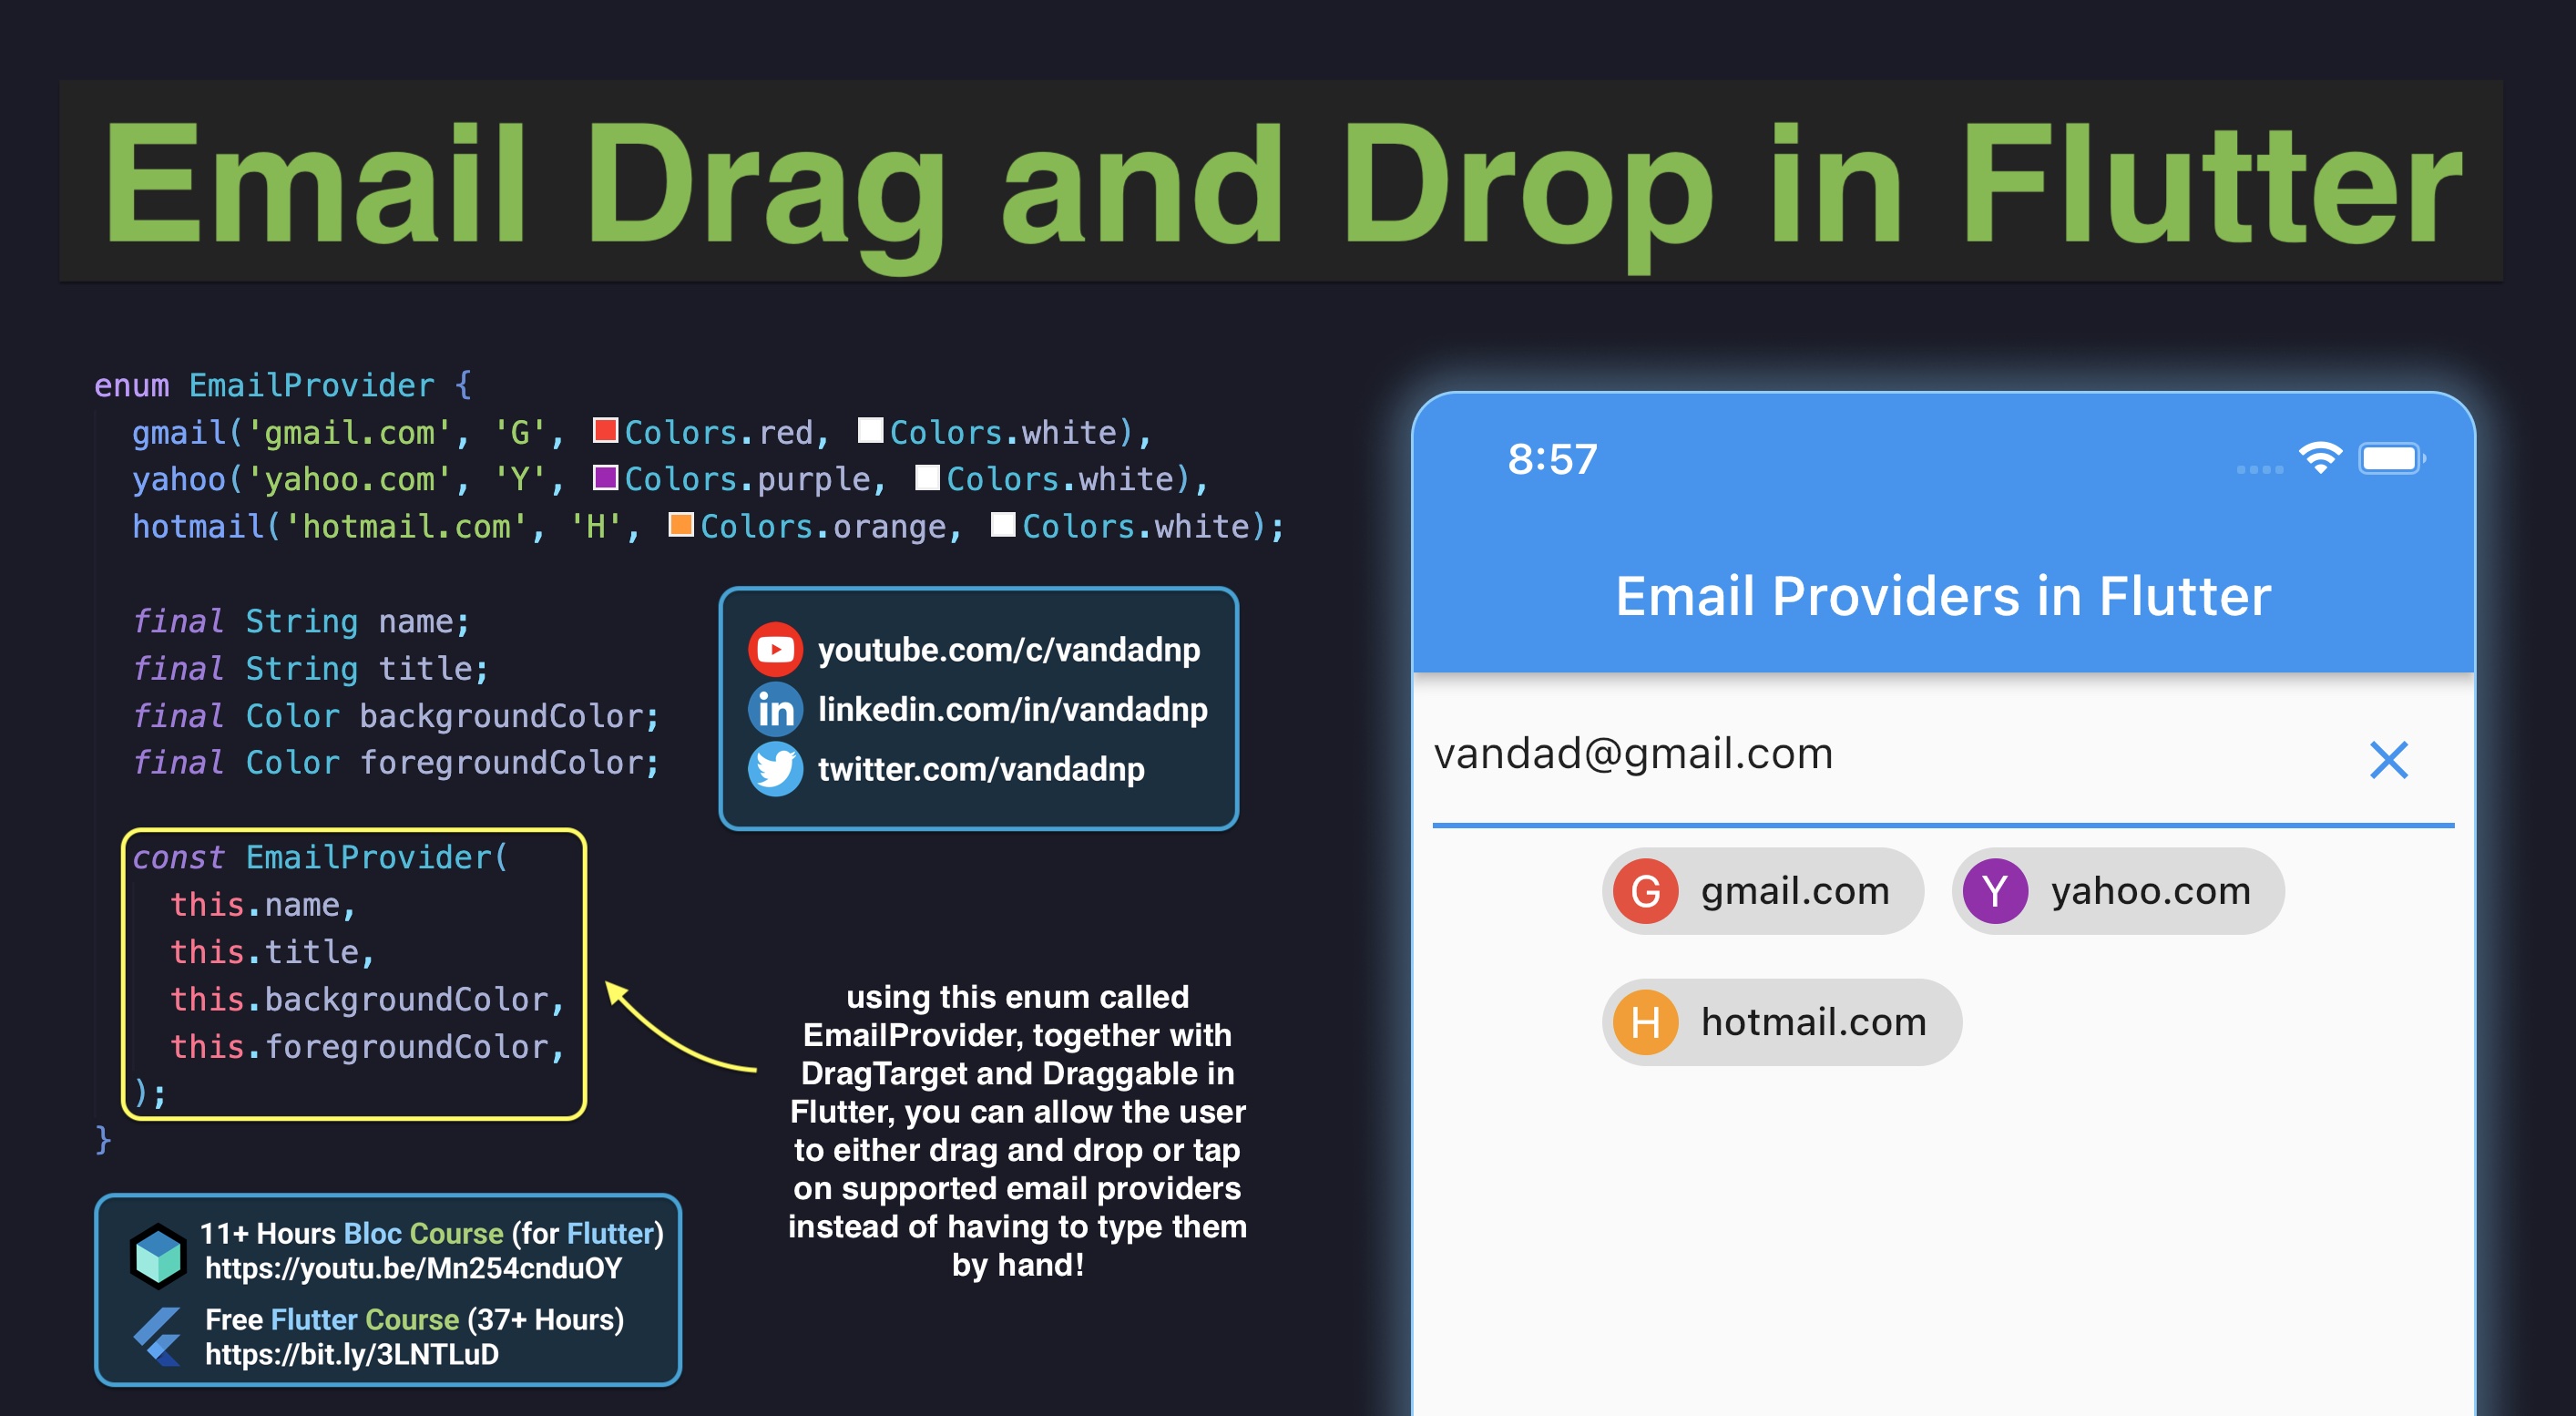 Email Drag and Drop in Flutter
enum EmailProvider {
gmail('gmail.com', 'G', Colors.red, Colors.white),
yahoo('yahoo.com', 'Y', Colors.purple, Colors.white),
hotmail('hotmail.com', 'H', Colors.orange, Colors.white);
final String name;
final String title;
final Color backgroundColor;
final Color foregroundColor;
const EmailProvider(
this.name,
this.title,
this.backgroundColor,
this.foregroundColor,
);
}
youtube.com/c/vandadnp
in linkedin.com/in/vandadnp
twitter.com/vandadnp
using this enum called
EmailProvider, together with
DragTarget and Draggable in
Flutter, you can allow the user
to either drag and drop or tap
on supported email providers
instead of having to type them
by hand!
11+ Hours Bloc Course (for Flutter)
https://youtu.be/Mn254cnduOY
Free Flutter Course (37+ Hours)
https://bit.ly/3LNTLuD
8:57
Email Providers in Flutter
vandad@gmail.com
G gmail.com Y yahoo.com
H hotmail.com